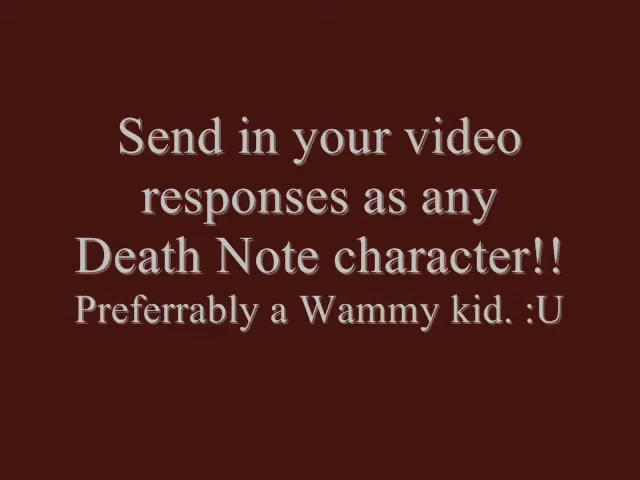 Send in your video
responses as any
Death Note character!!
Preferrably a Wammy kid. :U